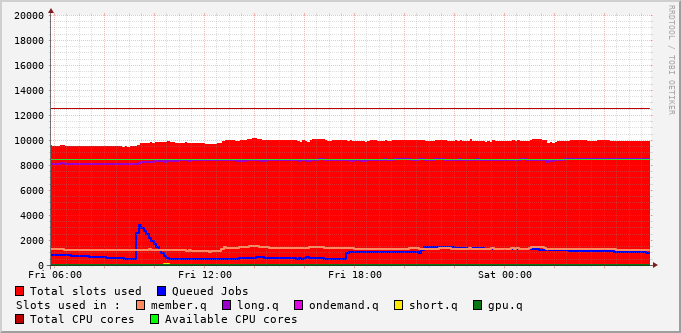 20000
18000
16000
14000
12000
10000
8000
6000
4000
2000
0
Fri 06:00 Fri 12:00 Fri 18:00 Sat 00:00
Total slots used Queued Jobs
Slots used in : member.q long.q ondemand.q short.q gpu.q
Total CPU cores Available CPU cores
RRDTOOL / TOBI OETIKER